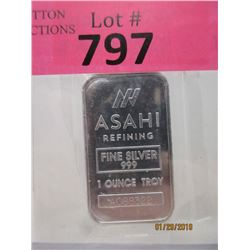 TTON
CTIONS
Lot #
797
ASAHI
REFINING
FINE SILVER
999
1 OUNCE TROY
01/29/2019